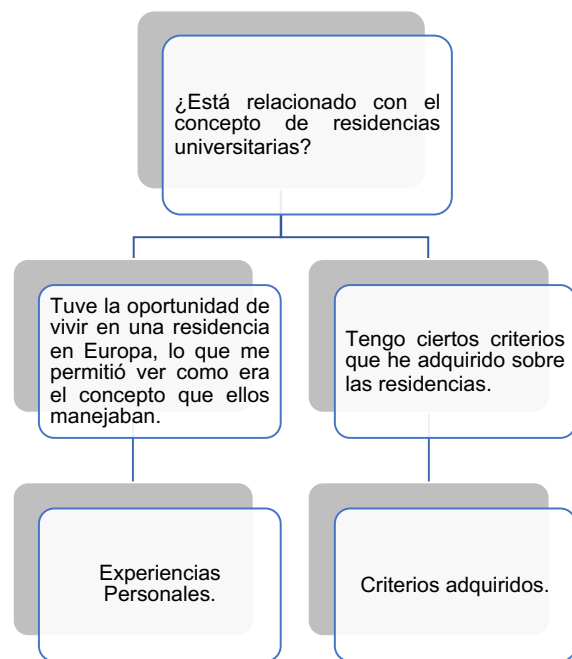 ¿Está relacionado con el
concepto de residencias
universitarias?
Tuve la oportunidad de
vivir en una residencia
en Europa, lo que me
permitió ver como era
el concepto que ellos
manejaban.
Tengo ciertos criterios
que he adquirido sobre
las residencias.
Experiencias
Personales.
Criterios adquiridos.